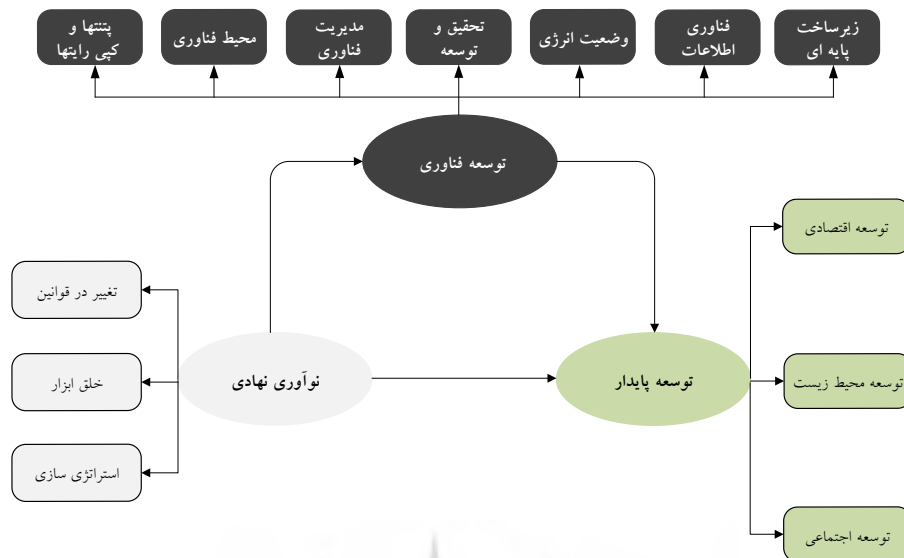 زیرساخت
پایه ای
فناوری
اطلاعات
وضعیت انرژی
تحقیق و
توسعه
مدیریت
فناوری
محیط فناوری
پتنتها و
کپی رایتها
توسعه فناوری
توسعه اقتصادی
تغییر در قوانین
توسعه محیط زیست
توسعه پایدار
نوآوری نهادی
خلق ابزار
استراتژی سازی
توسعه اجتماعی